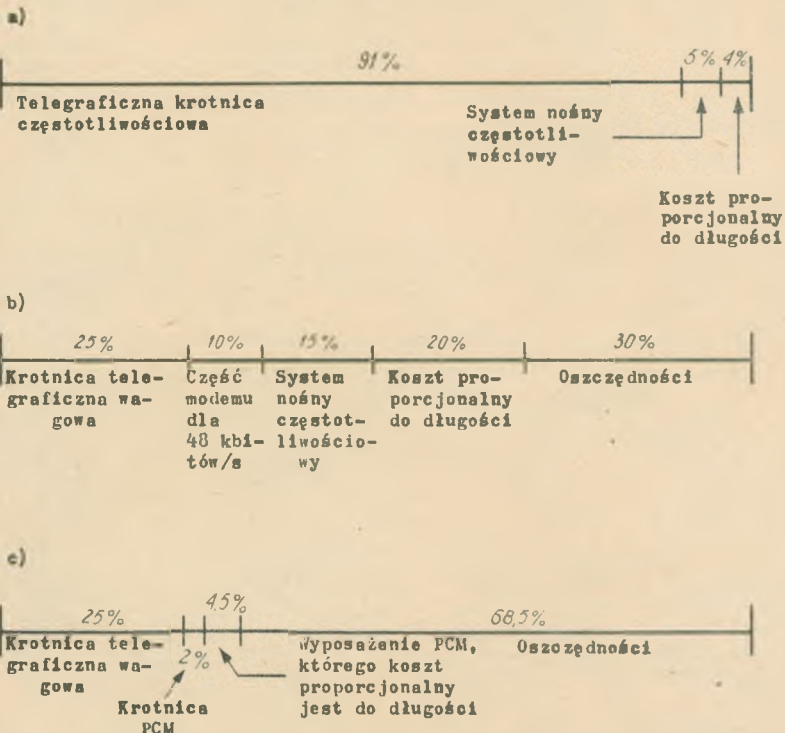 a)
91% 5% 4%
Telegraficzna krotnica
częstotliwościowa
System nośny
częstotli-
wościowy
Koszt pro-
porcjonalny
do długości
b)
25% 10% 15% 20% 30%
Krotnica tele-
graficzna wa-
gowa
Część
modemu
dla
48 kbi-
tów/s
System
nośny
częstot-
liwościo-
wy
Koszt pro-
porcjonalny
do długości
Oszczędności
c)
25% 4,5% 68,5%
Krotnica tele-
graficzna wa-
gowa
2%
Krotnica
PCM
Wyposażenie PCM,
którego koszt
proporcjonalny
jest do długości
Oszczędności